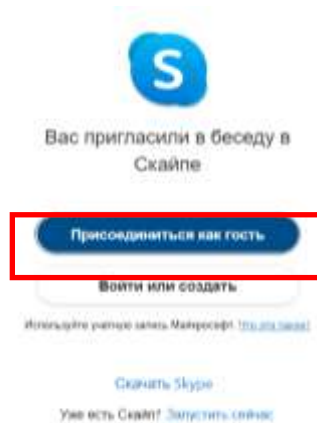 S
Вас пригласили в беседу в
Скайпе
Присоединиться как гость
Войти или создать
Используйте учетную запись Майкрософт. Что это такое?
Скачать Skype
Уже есть Скайп? Запустить сейчас